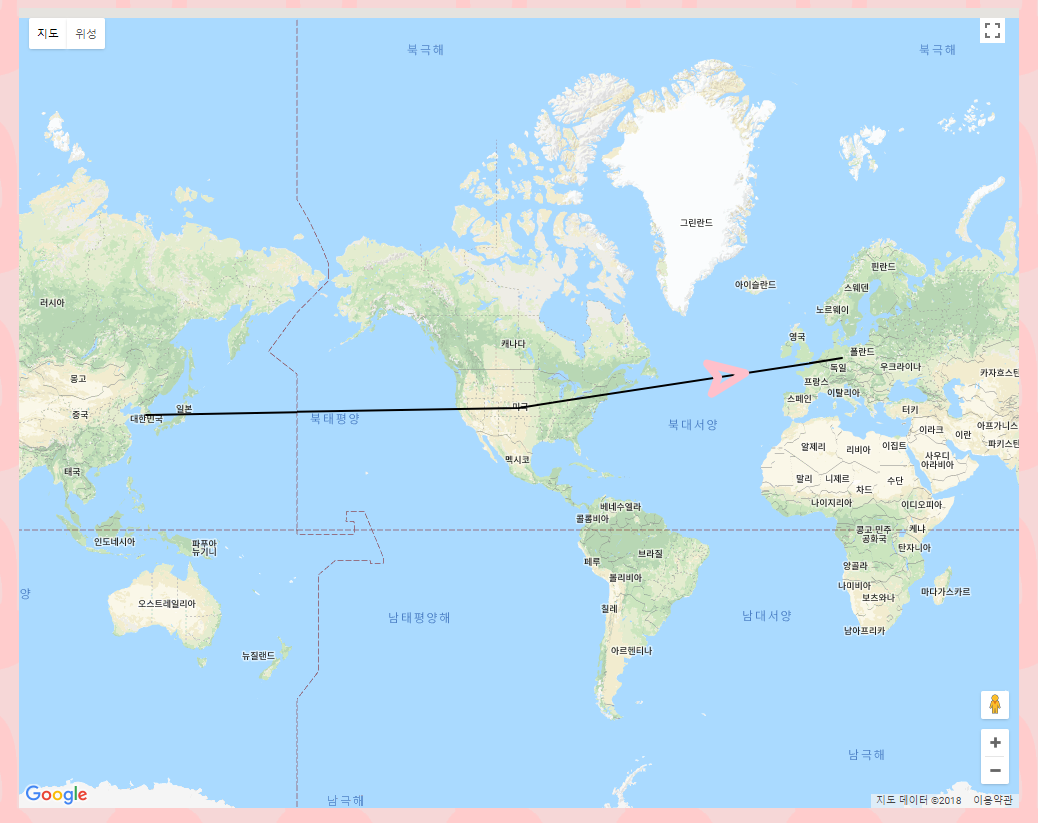 지도 위성
북극해 북극해
그린란드
핀란드
아이슬란드 스웨덴
러시아
노르웨이
영국
캐나다
폴란드
독일 우크라이나
몽골 카자흐스탄
프랑스
이탈리아
스페인
일본 미국 터키
중국 대한민국 북태평양
북대서양 이라크 아프가니스
이란
알제리 리비아 이집트 파키스탄
멕시코 사우디
아라비아
태국
말리 니제르 수단
차드
나이지리아 이디오피아
베네수엘라
콜롬비아
콩고 민주
공화국
케냐
인도네시아 파푸아
뉴기니
탄자니아
브라질
페루
앙골라
볼리비아
나미비아
보츠와나
마다가스카르
양
오스트레일리아
칠레
남태평양해 남대서양
남아프리카
아르헨티나
뉴질랜드
남극해
Google
남극해
지도 데이터 ©2018 이용약관